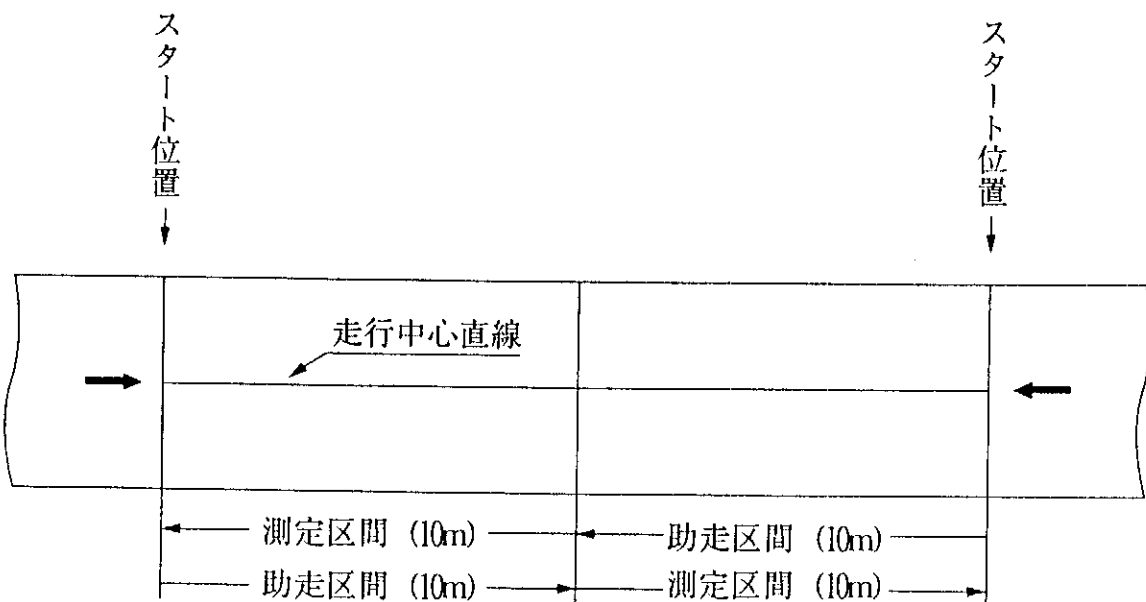 スタート位置
スタート位置
走行中心直線
測定区間 (10m)
助走区間 (10m)
助走区間 (10m)
測定区間 (10m)